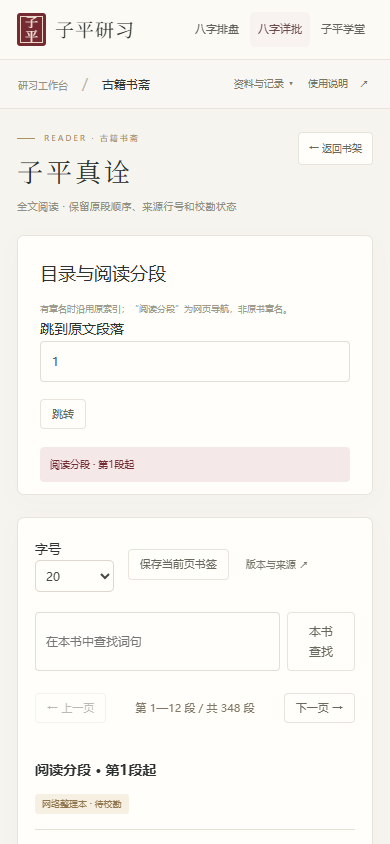 子平
子平研习
八字排盘
八字详批
子平学堂
研习工作台 / 古籍书斋
资料与记录
使用说明 ↗
READER · 古籍书斋
← 返回书架
子平真诠
全文阅读 · 保留原段顺序、来源行号和校勘状态
目录与阅读分段
有章名时沿用原索引；“阅读分段”为网页导航，非原书章名。
跳到原文段落
1
跳转
阅读分段 · 第1段起
字号
20
保存当前页书签
版本与来源 ↗
在本书中查找词句
本书
查找
← 上一页
第 1—12 段 / 共 348 段
下一页 →
阅读分段 • 第1段起
网络整理本 · 待校勘